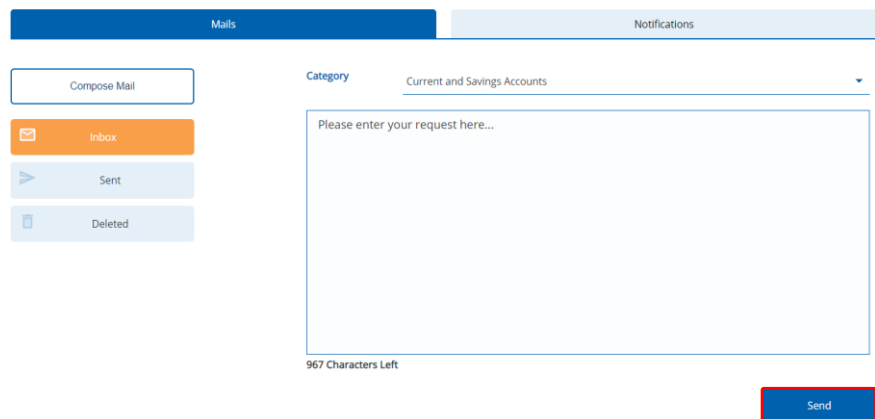 Mails
Notifications
Compose Mail
Inbox
Sent
Deleted
Category
Current and Savings Accounts
Please enter your request here...
967 Characters Left
Send